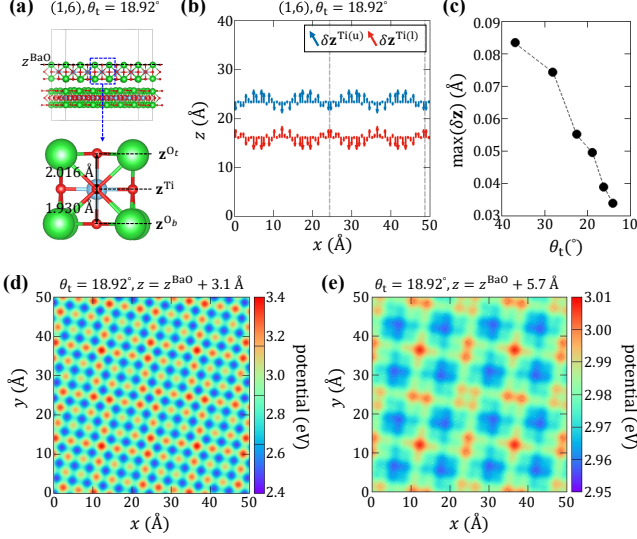 (a) (1,6), θt = 18.92°
z^BaO
2.016 Å
1.930 Å
z^Ot
z^Ti
z^Ob
(b) (1,6), θt = 18.92°
δz^Ti(u) δz^Ti(l)
z (Å)
40
30
20
10
0
0 10 20 30 40 50
x (Å)
(c)
max(δz) (Å)
0.09
0.08
0.07
0.06
0.05
0.04
0.03
40 30 20 10
θt(°)
(d) θt = 18.92°, z = z^BaO + 3.1 Å
y (Å)
50
40
30
20
10
0
0 10 20 30 40 50
x (Å)
3.4
3.2
3.0
2.8
2.6
2.4
potential (eV)
(e) θt = 18.92°, z = z^BaO + 5.7 Å
y (Å)
50
40
30
20
10
0
0 10 20 30 40 50
x (Å)
3.01
3.00
2.99
2.98
2.97
2.96
2.95
potential (eV)